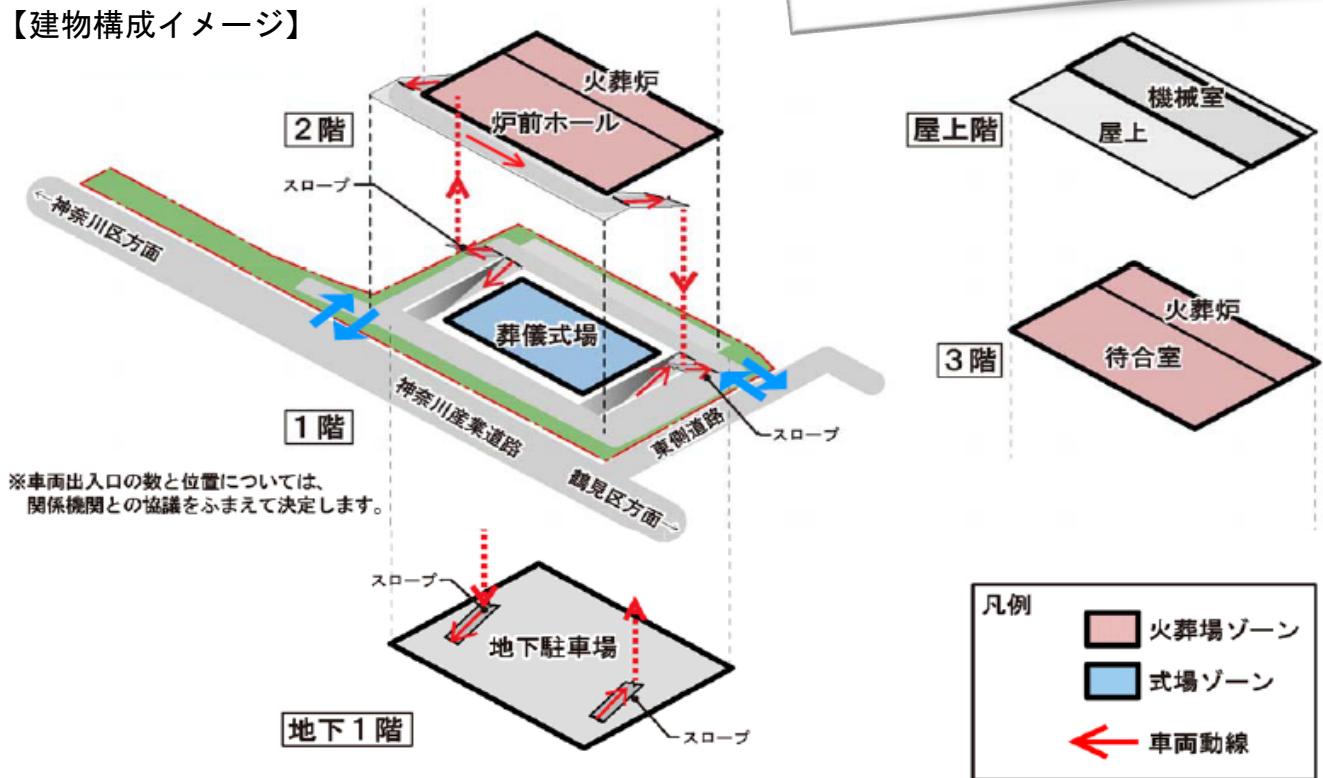 【建物構成イメージ】
火葬炉
炉前ホール
2階
スロープ
←神奈川区方面
葬儀式場
神奈川産業道路
1階
東側道路
スロープ
鶴見区方面→
※車両出入口の数と位置については、
関係機関との協議をふまえて決定します。
スロープ
地下駐車場
スロープ
地下1階
機械室
屋上
屋上階
火葬炉
待合室
3階
凡例
火葬場ゾーン
式場ゾーン
車両動線